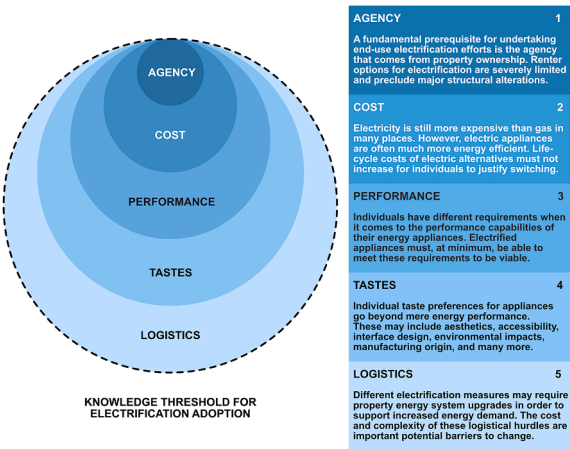 AGENCY
COST
PERFORMANCE
TASTES
LOGISTICS
KNOWLEDGE THRESHOLD FOR
ELECTRIFICATION ADOPTION
AGENCY 1
A fundamental prerequisite for undertaking
end-use electrification efforts is the agency
that comes from property ownership. Renter
options for electrification are severely limited
and preclude major structural alterations.
COST 2
Electricity is still more expensive than gas in
many places. However, electric appliances
are often much more energy efficient. Life-
cycle costs of electric alternatives must not
increase for individuals to justify switching.
PERFORMANCE 3
Individuals have different requirements when
it comes to the performance capabilities of
their energy appliances. Electrified
appliances must, at minimum, be able to
meet these requirements to be viable.
TASTES 4
Individual taste preferences for appliances
go beyond mere energy performance.
These may include aesthetics, accessibility,
interface design, environmental impacts,
manufacturing origin, and many more.
LOGISTICS 5
Different electrification measures may require
property energy system upgrades in order to
support increased energy demand. The cost
and complexity of these logistical hurdles are
important potential barriers to change.